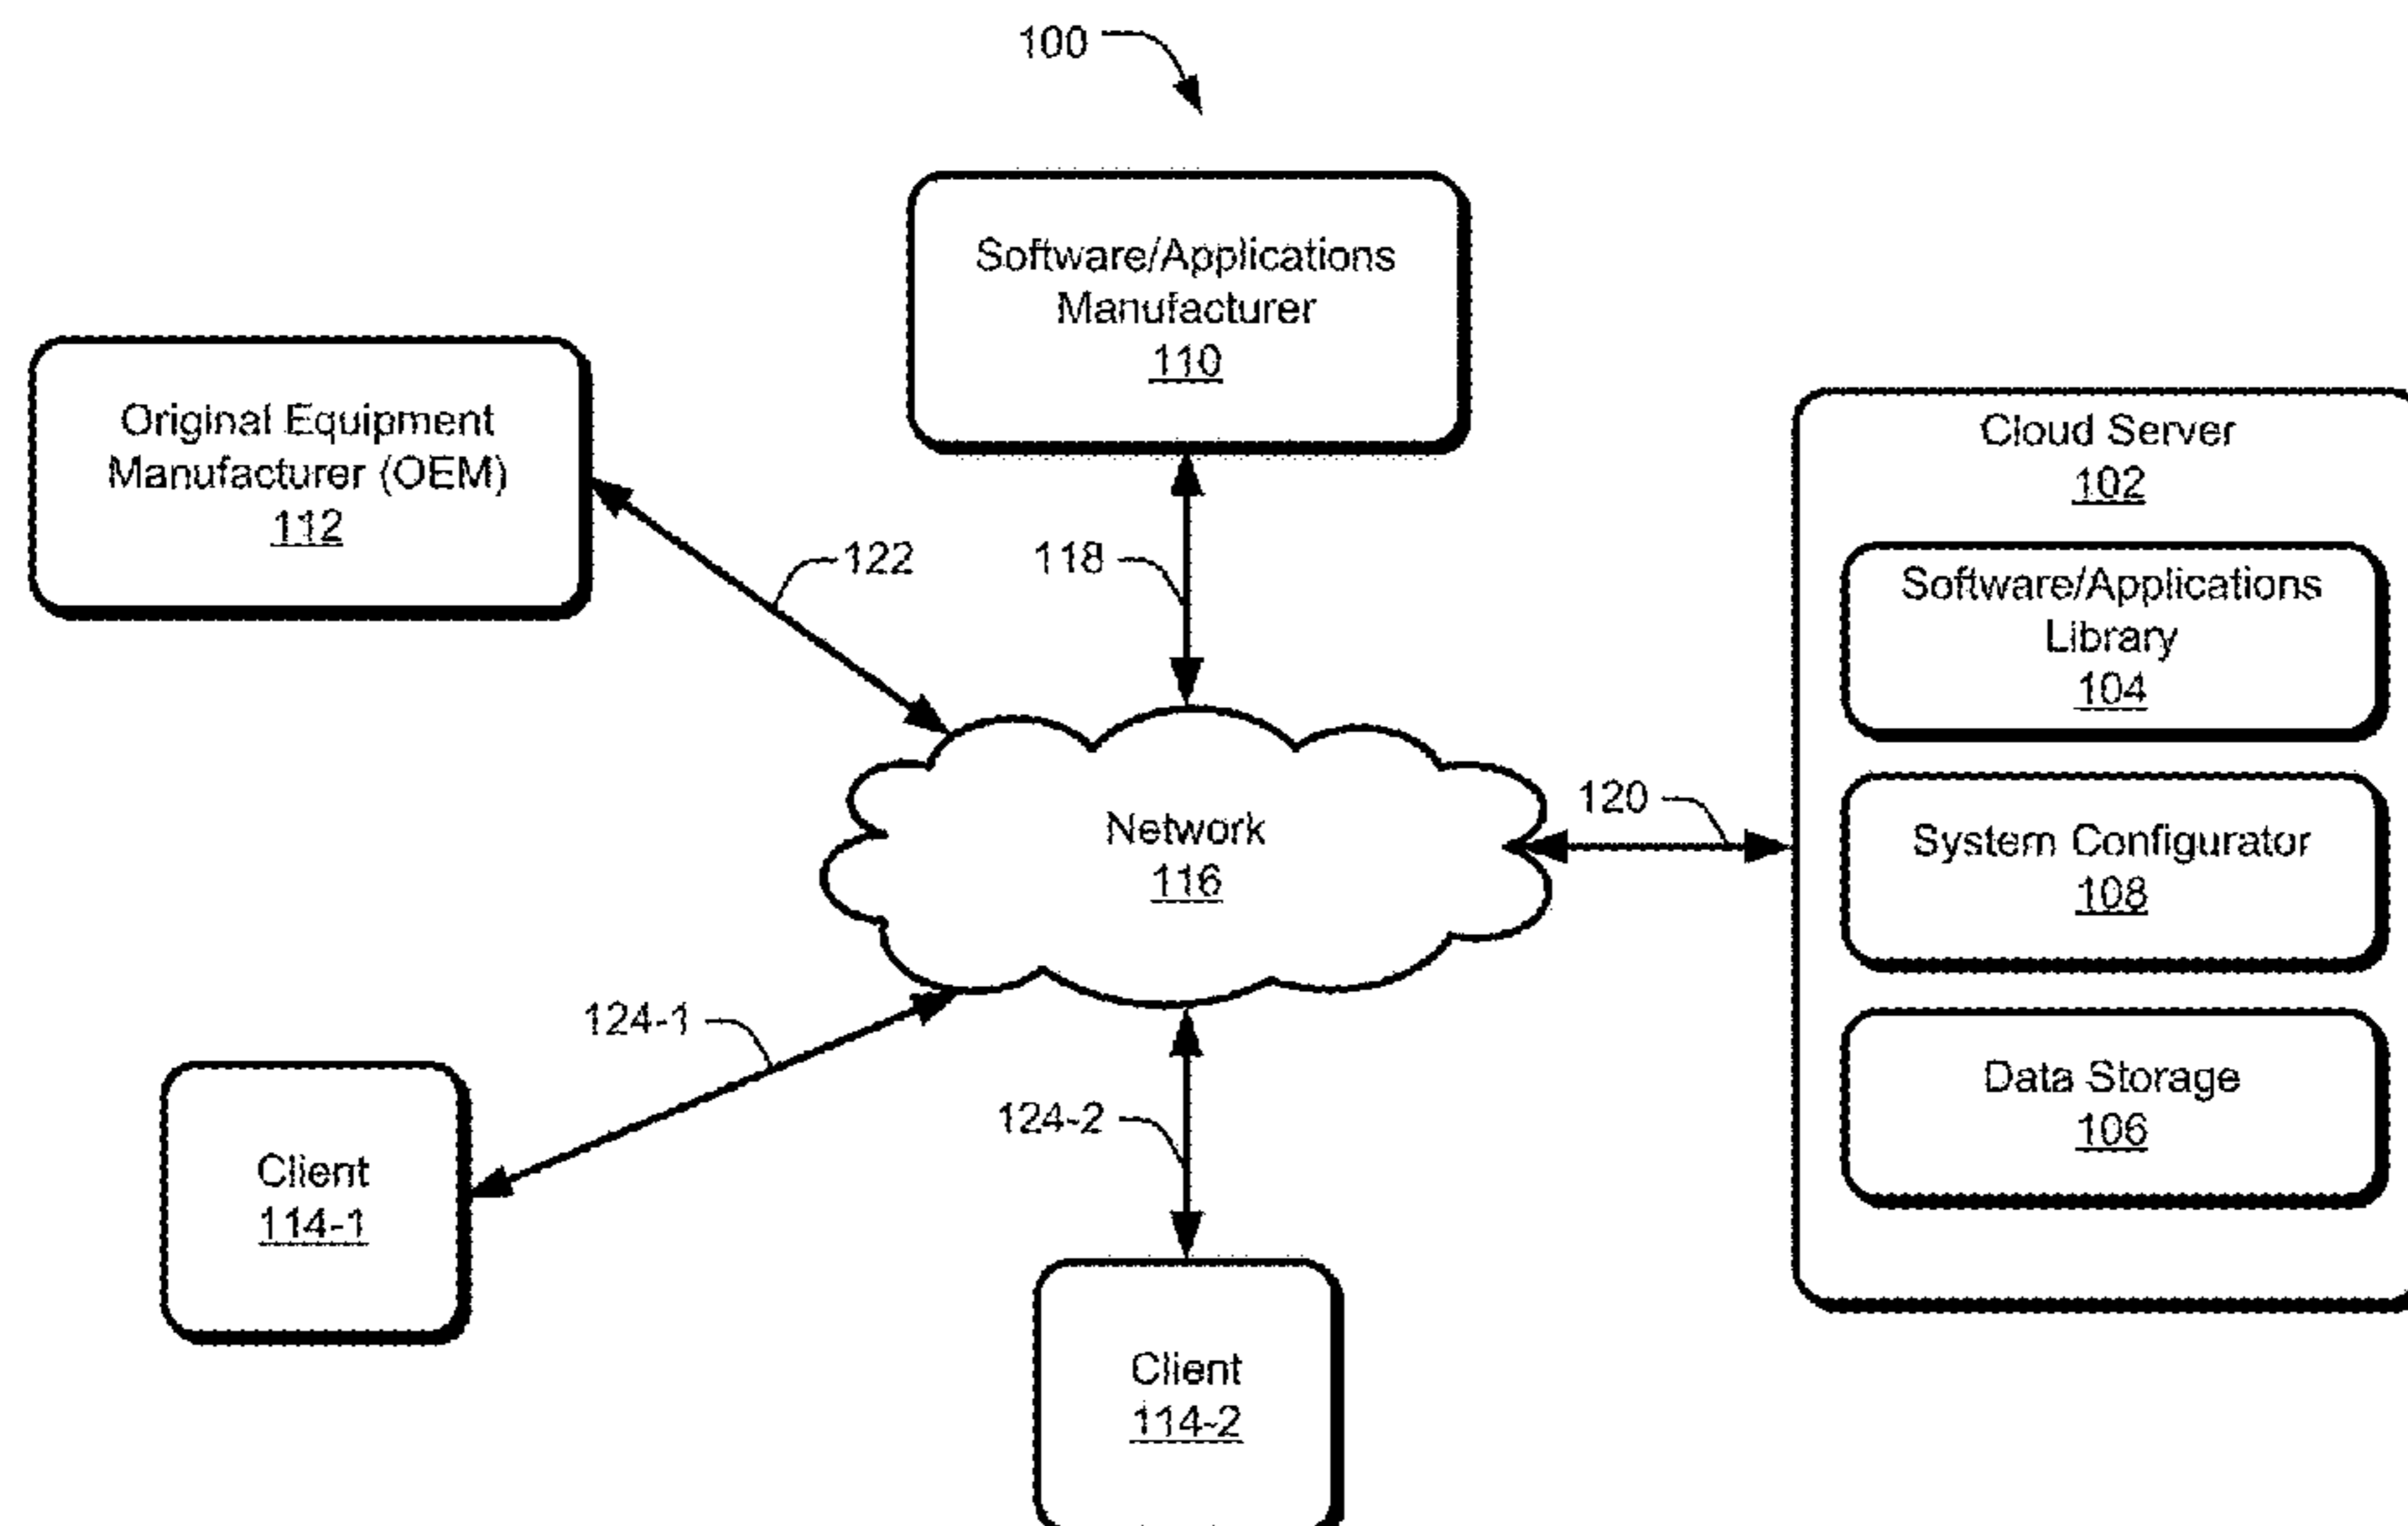 100
Software/Applications
Manufacturer
110
Original Equipment
Manufacturer (OEM)
112
Cloud Server
102
122
118
Software/Applications
Library
104
120
Network
116
System Configurator
108
124-1
124-2
Data Storage
106
Client
114-1
Client
114-2